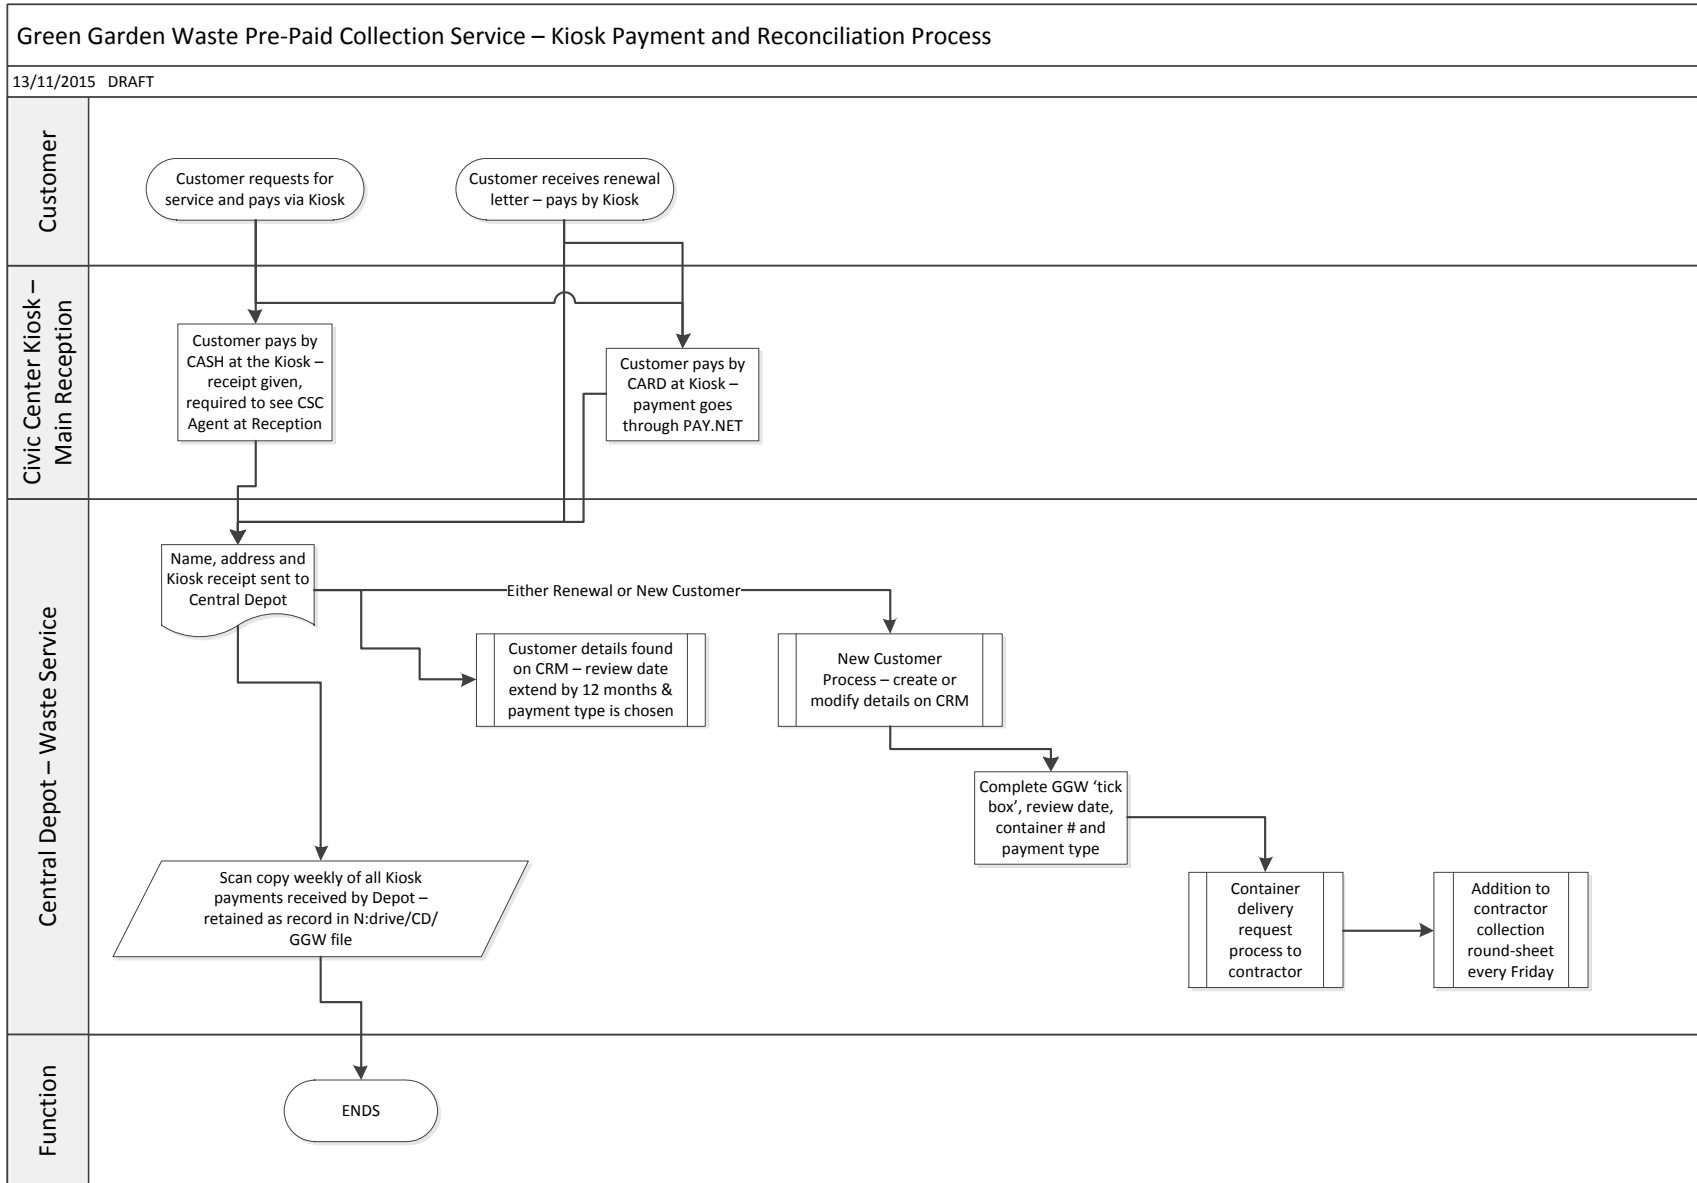 Green Garden Waste Pre-Paid Collection Service – Kiosk Payment and Reconciliation Process
13/11/2015   DRAFT
Customer
Customer requests for
service and pays via Kiosk
Customer receives renewal
letter – pays by Kiosk
Civic Center Kiosk –
Main Reception
Customer pays by
CASH at the Kiosk –
receipt given,
required to see CSC
Agent at Reception
Customer pays by
CARD at Kiosk –
payment goes
through PAY.NET
Central Depot – Waste Service
Name, address and
Kiosk receipt sent to
Central Depot
Either Renewal or New Customer
Customer details found
on CRM – review date
extend by 12 months &
payment type is chosen
New Customer
Process – create or
modify details on CRM
Complete GGW ‘tick
box’, review date,
container # and
payment type
Scan copy weekly of all Kiosk
payments received by Depot –
retained as record in N:drive/CD/
GGW file
Container
delivery
request
process to
contractor
Addition to
contractor
collection
round-sheet
every Friday
Function
ENDS